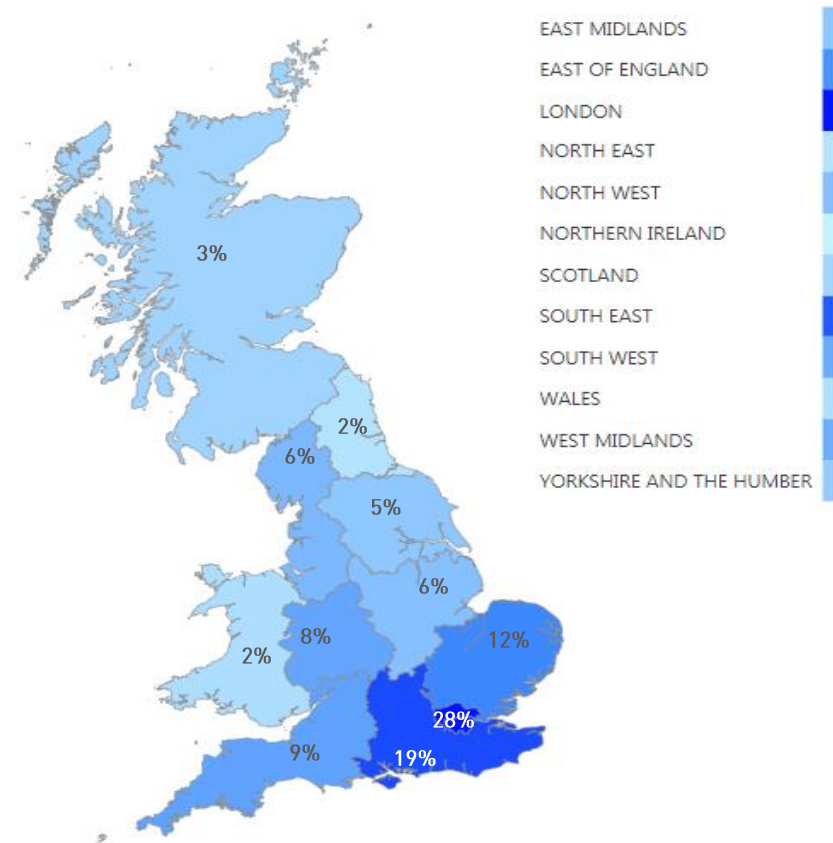 EAST MIDLANDS
EAST OF ENGLAND
LONDON
NORTH EAST
NORTH WEST
NORTHERN IRELAND
SCOTLAND
SOUTH EAST
SOUTH WEST
WALES
WEST MIDLANDS
YORKSHIRE AND THE HUMBER
3%
2%
6%
5%
6%
8%
12%
2%
28%
9%
19%